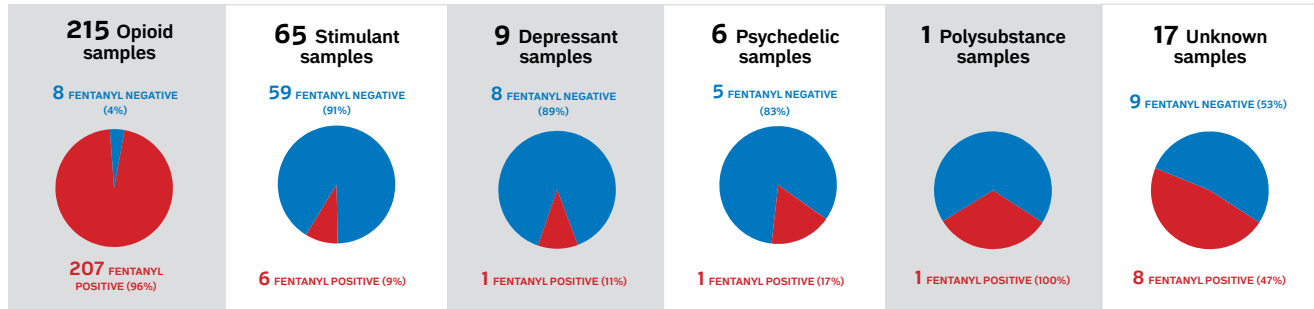 215 Opioid
samples
8 FENTANYL NEGATIVE
(4%)
207 FENTANYL
POSITIVE (96%)
65 Stimulant
samples
59 FENTANYL NEGATIVE
(91%)
6 FENTANYL POSITIVE (9%)
9 Depressant
samples
8 FENTANYL NEGATIVE
(89%)
1 FENTANYL POSITIVE (11%)
6 Psychedelic
samples
5 FENTANYL NEGATIVE
(83%)
1 FENTANYL POSITIVE (17%)
1 Polysubstance
samples
1 FENTANYL POSITIVE (100%)
17 Unknown
samples
9 FENTANYL NEGATIVE (53%)
8 FENTANYL POSITIVE (47%)